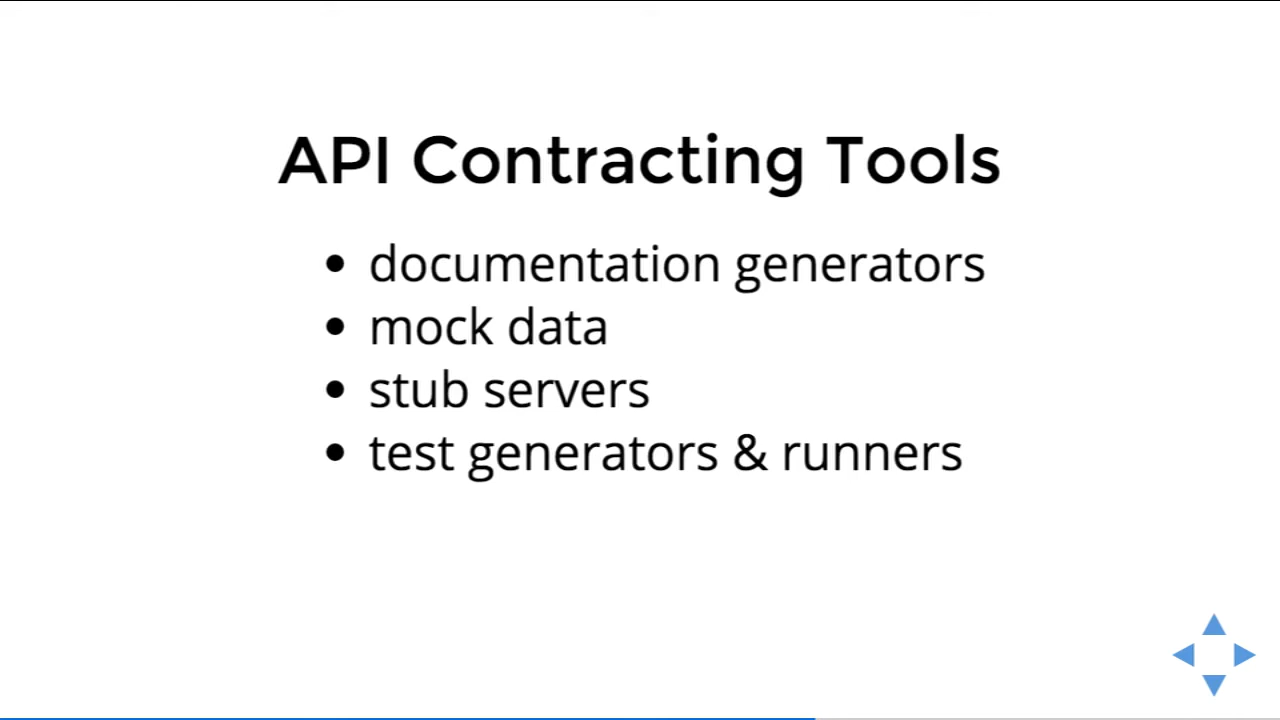 API Contracting Tools
documentation generators
mock data
stub servers
test generators & runners